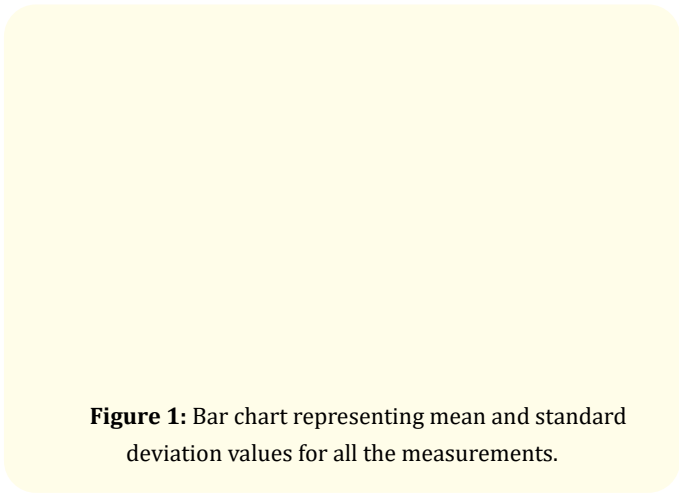 Figure 1: Bar chart representing mean and standard
deviation values for all the measurements.